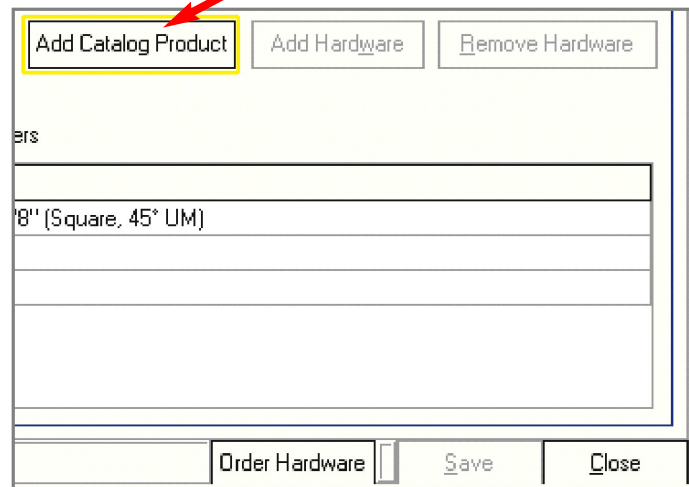 Add Catalog Product Add Hardware Remove Hardware
ers
'8" (Square, 45° UM)
Order Hardware Save Close